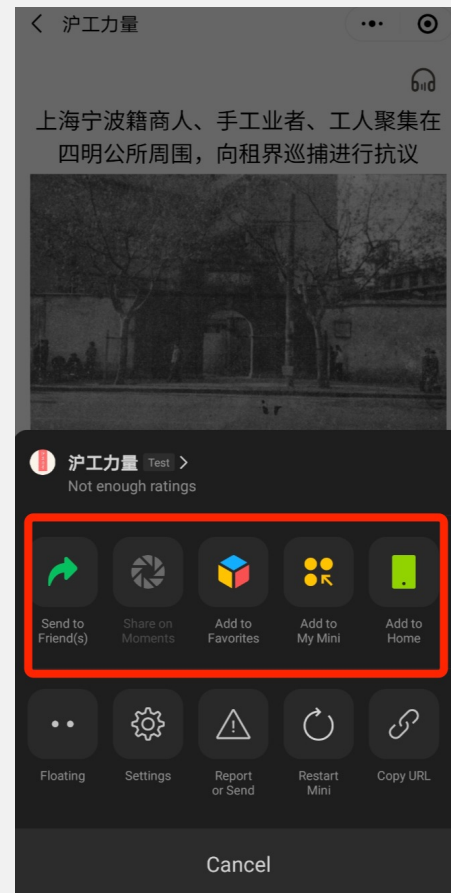 沪工力量
上海宁波籍商人、手工业者、工人聚集在
四明公所周围，向租界巡捕进行抗议
沪工力量 Test
Not enough ratings
Send to
Friend(s)
Share on
Moments
Add to
Favorites
Add to
My Mini
Add to
Home
Floating
Settings
Report
or Send
Restart
Mini
Copy URL
Cancel